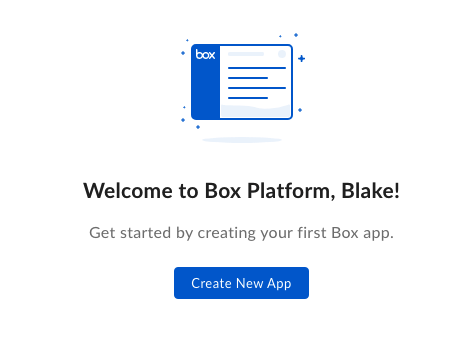 box
Welcome to Box Platform, Blake!
Get started by creating your first Box app.
Create New App